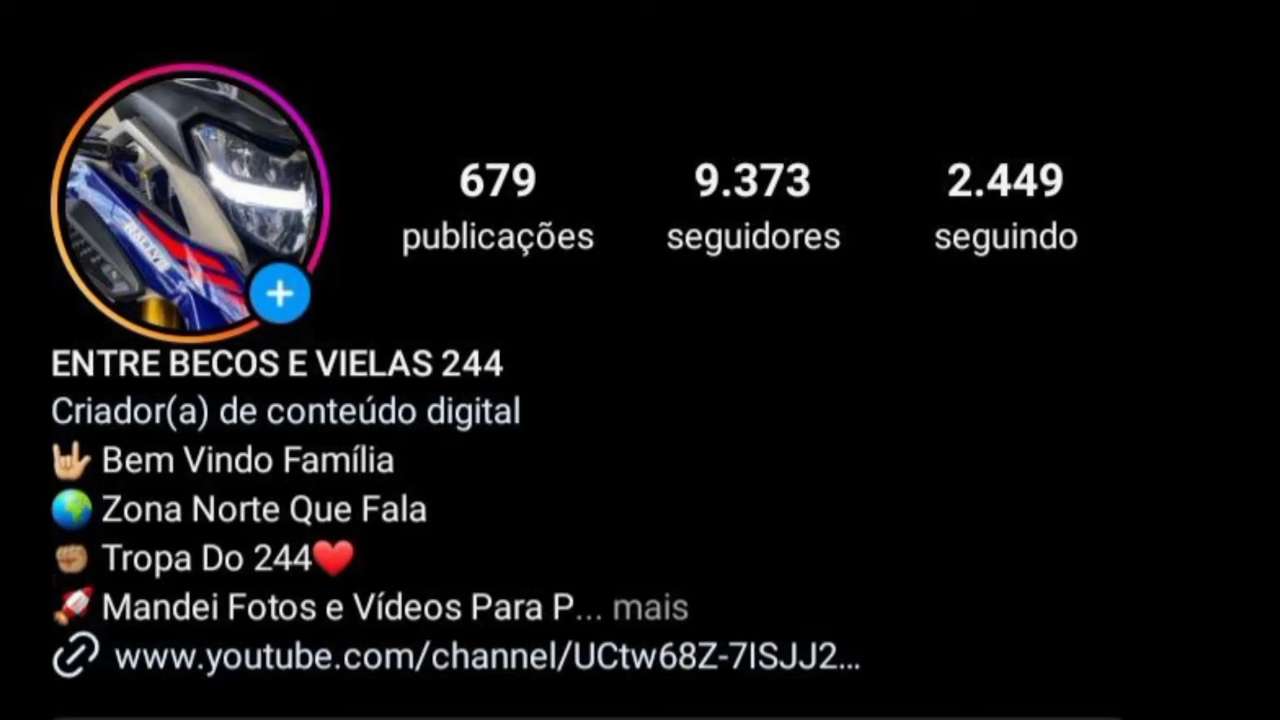 679
9.373
2.449
publicações
seguidores
seguindo
RALLYE
ENTRE BECOS E VIELAS 244
Criador(a) de conteúdo digital
🤟🏼 Bem Vindo Família
🌍 Zona Norte Que Fala
✊🏽 Tropa Do 244❤️
🚀 Mandei Fotos e Vídeos Para P... mais
www.youtube.com/channel/UCtw68Z-7ISJJ2...